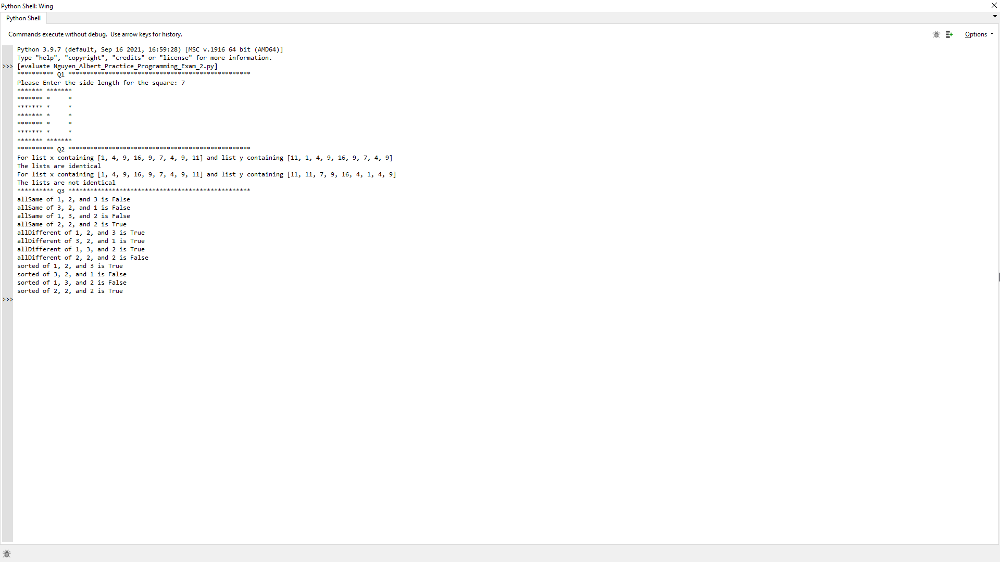 Python Shell: Wing
Python Shell
Commands execute without debug.  Use arrow keys for history.
Options
Python 3.9.7 (default, Sep 16 2021, 16:59:28) [MSC v.1916 64 bit (AMD64)]
Type "help", "copyright", "credits" or "license" for more information.
>>> [evaluate Nguyen_Albert_Practice_Programming_Exam_2.py]
********** Q1 **************************************************
Please Enter the side length for the square: 7
******* *******
******* *     *
******* *     *
******* *     *
******* *     *
******* *     *
******* *******
********** Q2 **************************************************
For list x containing [1, 4, 9, 16, 9, 7, 4, 9, 11] and list y containing [11, 1, 4, 9, 16, 9, 7, 4, 9]
The lists are identical
For list x containing [1, 4, 9, 16, 9, 7, 4, 9, 11] and list y containing [11, 11, 7, 9, 16, 4, 1, 4, 9]
The lists are not identical
********** Q3 **************************************************
allSame of 1, 2, and 3 is False
allSame of 3, 2, and 1 is False
allSame of 1, 3, and 2 is False
allSame of 2, 2, and 2 is True
allDifferent of 1, 2, and 3 is True
allDifferent of 3, 2, and 1 is True
allDifferent of 1, 3, and 2 is True
allDifferent of 2, 2, and 2 is False
sorted of 1, 2, and 3 is True
sorted of 3, 2, and 1 is False
sorted of 1, 3, and 2 is False
sorted of 2, 2, and 2 is True
>>>